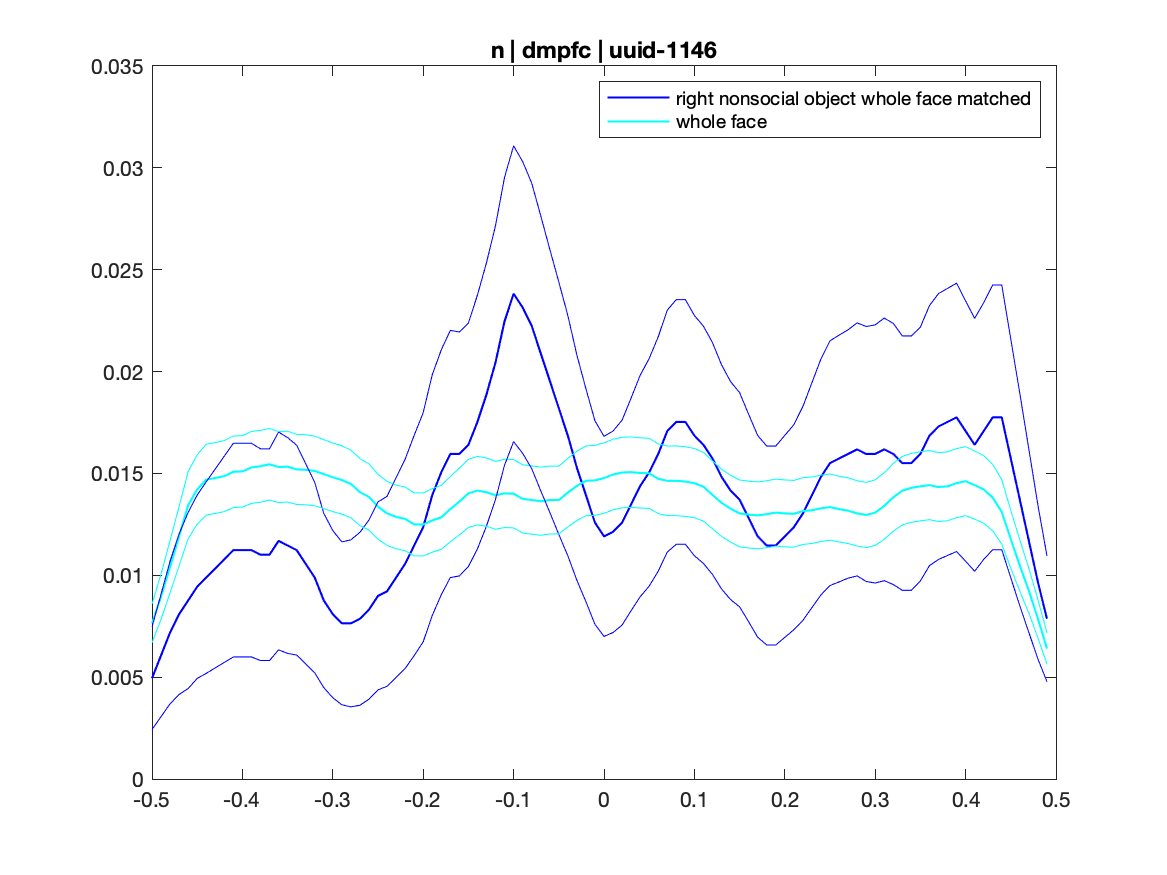 n | dmpfc | uuid-1146
right nonsocial object whole face matched
whole face
0.035
0.03
0.025
0.02
0.015
0.01
0.005
0
-0.5 -0.4 -0.3 -0.2 -0.1 0 0.1 0.2 0.3 0.4 0.5